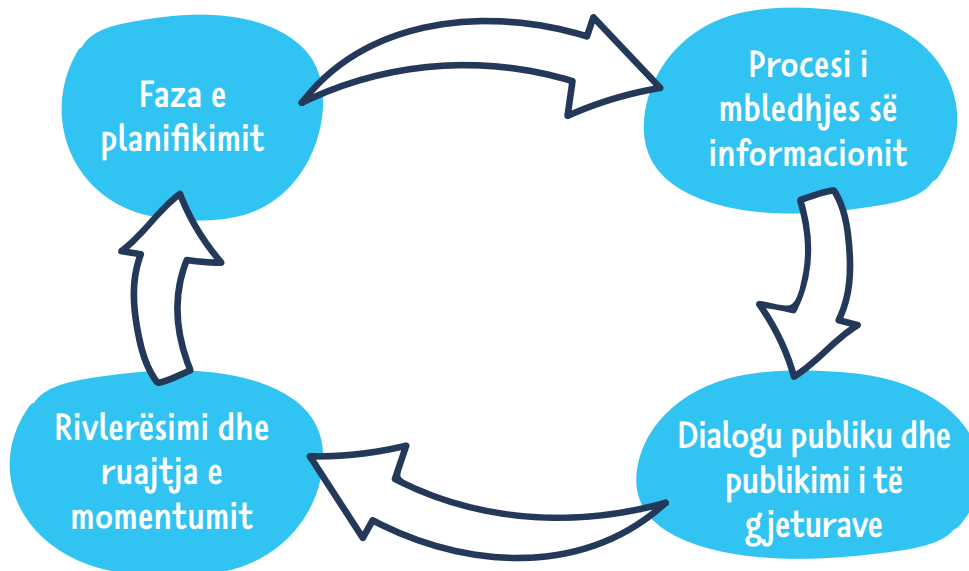 Faza e
planifikimit
Procesi i
mbledhjes së
informacionit
Dialogu publiku dhe
publikimi i të
gjeturave
Rivlerësimi dhe
ruajtja e
momentumit